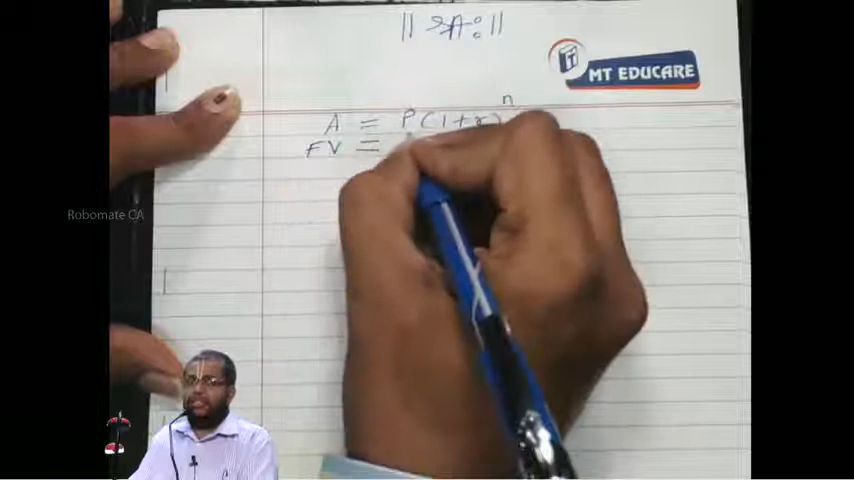 || श्री: ||
MT EDUCARE
A = P(1+r)^n
FV =
Robomate CA